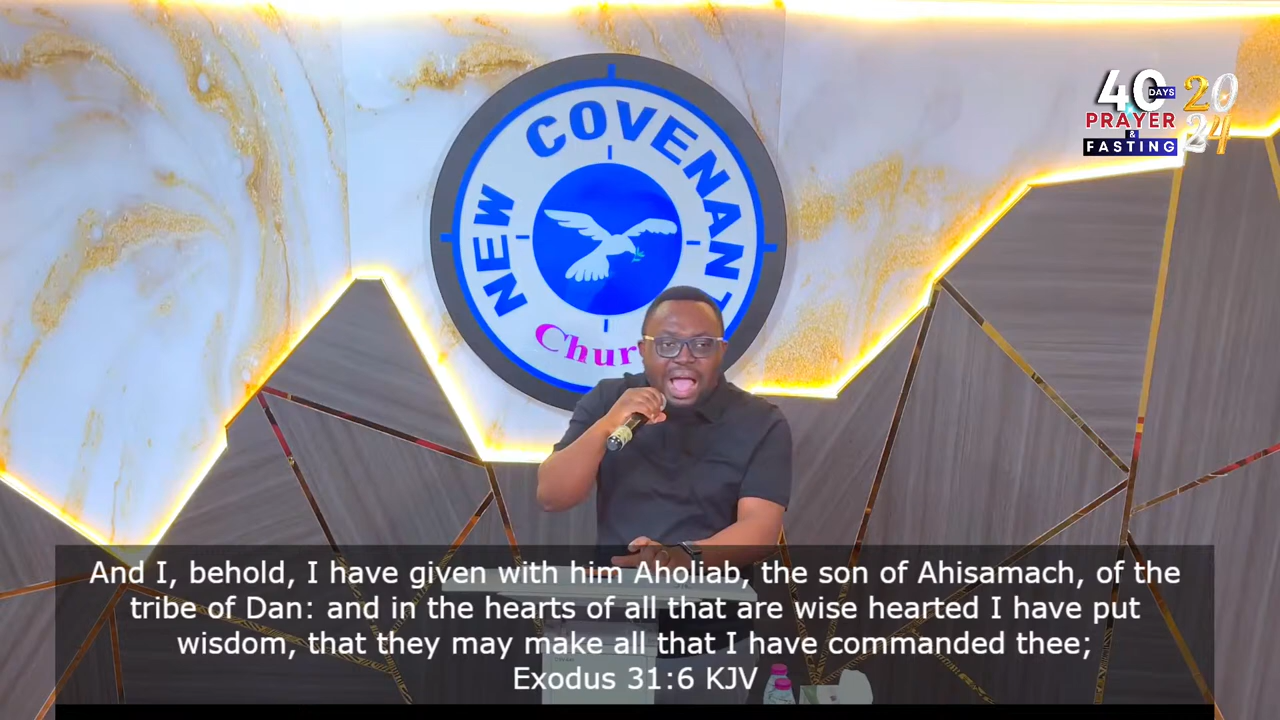 NEW COVENANT
Chur
40 DAYS 2024
PRAYER
&
FASTING
And I, behold, I have given with him Aholiab, the son of Ahisamach, of the
tribe of Dan: and in the hearts of all that are wise hearted I have put
wisdom, that they may make all that I have commanded thee;
Exodus 31:6 KJV